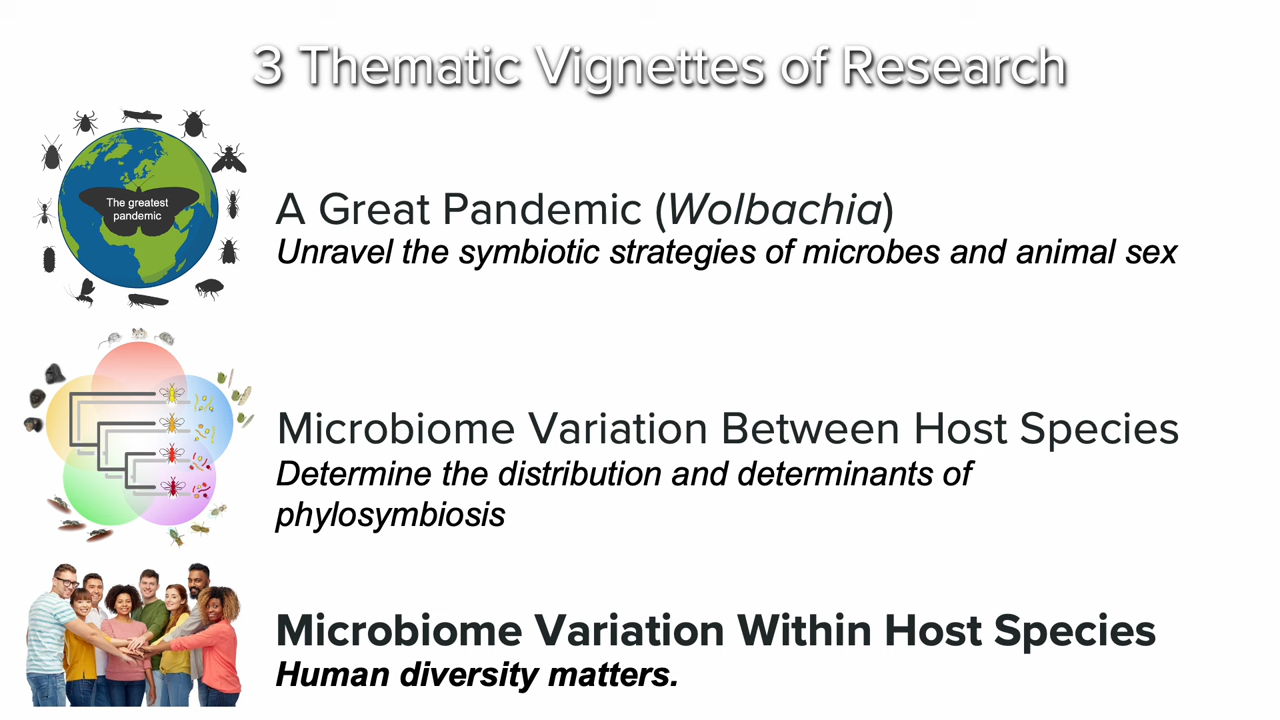 3 Thematic Vignettes of Research
The greatest
pandemic
A Great Pandemic (Wolbachia)
Unravel the symbiotic strategies of microbes and animal sex
Microbiome Variation Between Host Species
Determine the distribution and determinants of
phylosymbiosis
Microbiome Variation Within Host Species
Human diversity matters.